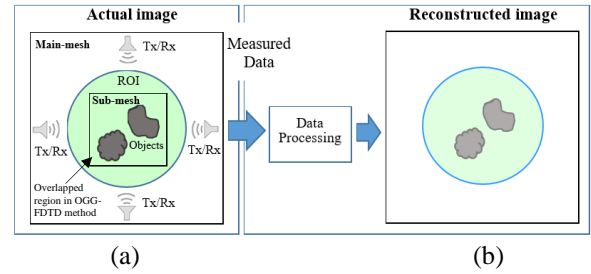 Actual image
Main-mesh
Tx/Rx
ROI
Sub-mesh
Objects
Tx/Rx
Tx/Rx
Overlapped
region in OGG-
FDTD method
Tx/Rx
(a)
Measured
Data
Data
Processing
Reconstructed image
(b)